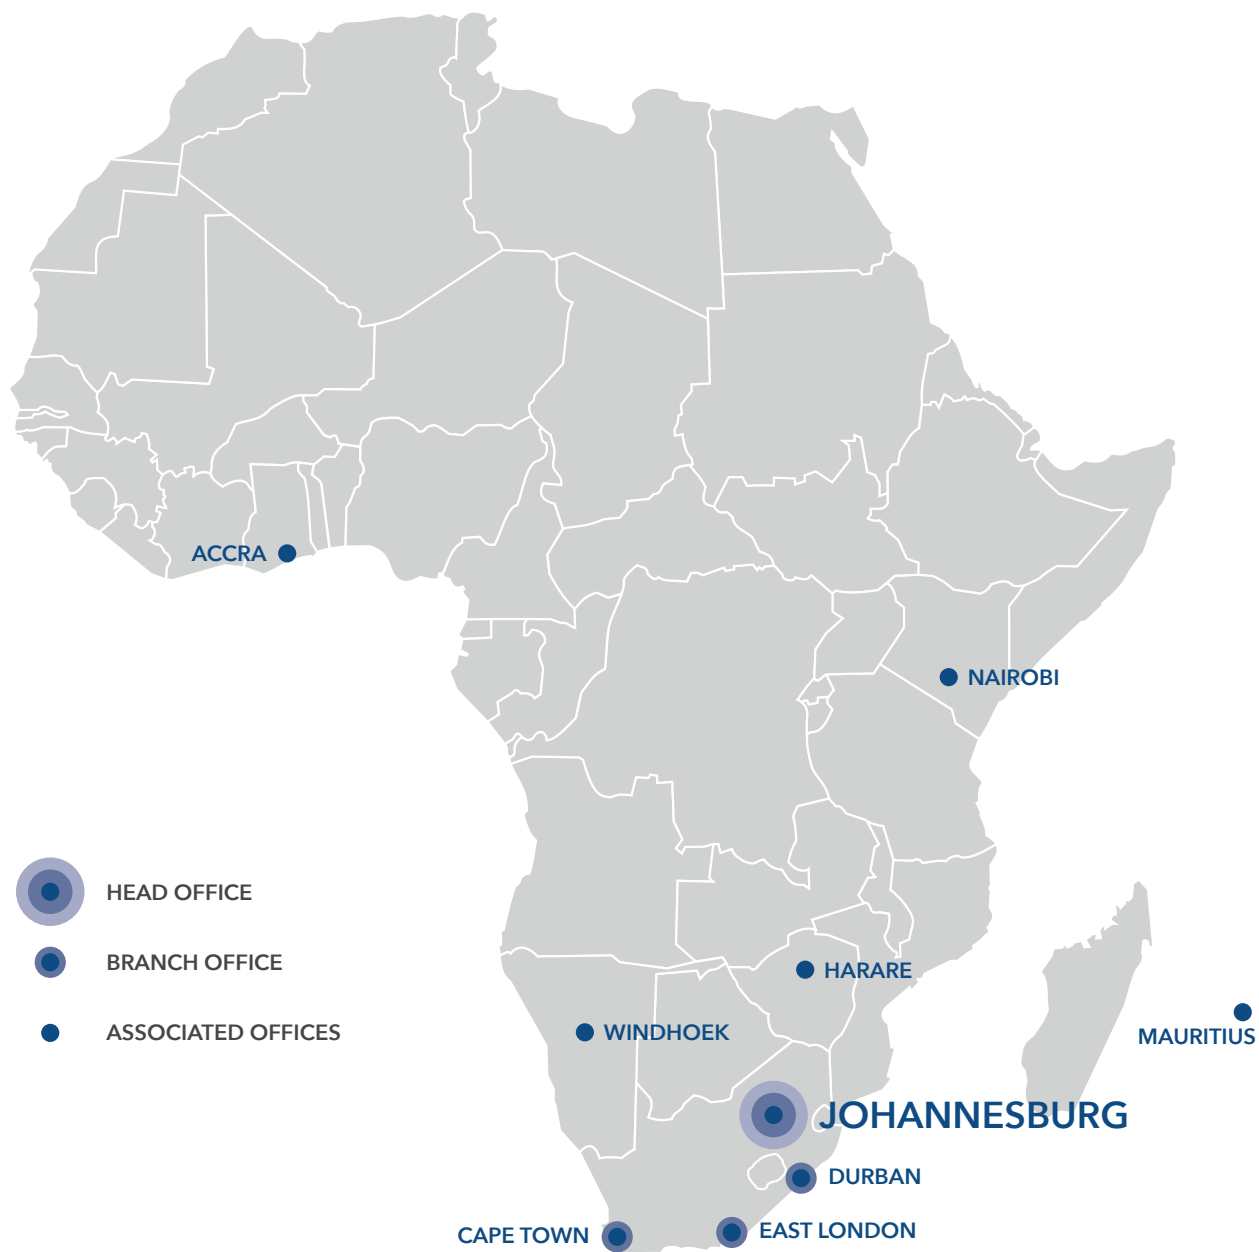 ACCRA
NAIROBI
HEAD OFFICE
BRANCH OFFICE
HARARE
ASSOCIATED OFFICES
WINDHOEK
MAURITIUS
JOHANNESBURG
DURBAN
EAST LONDON
CAPE TOWN